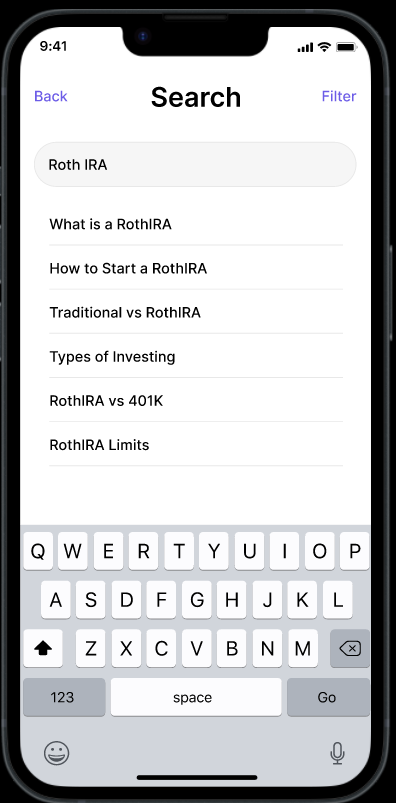 9:41
Back Search Filter
Roth IRA
What is a RothIRA
How to Start a RothIRA
Traditional vs RothIRA
Types of Investing
RothIRA vs 401K
RothIRA Limits
Q W E R T Y U I O P
A S D F G H J K L
Z X C V B N M
123 space Go